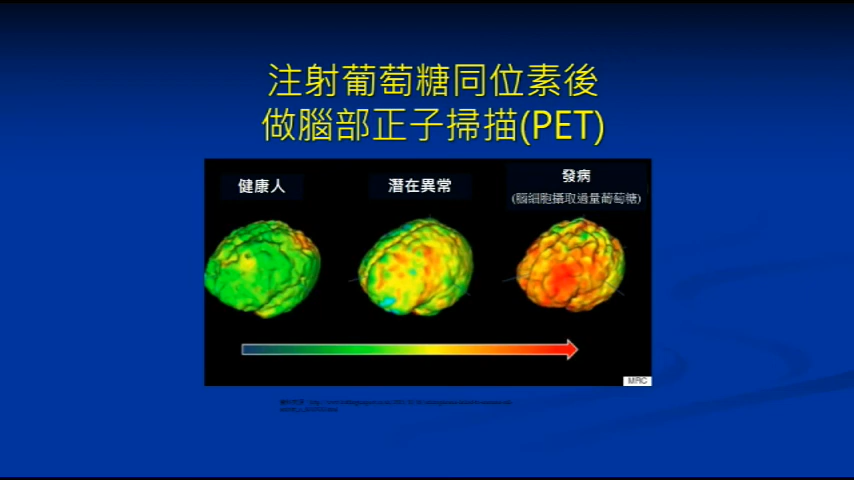 注射葡萄糖同位素後
做腦部正子掃描(PET)
健康人
潛在異常
發病
(腦細胞攝取過量葡萄糖)
MRC